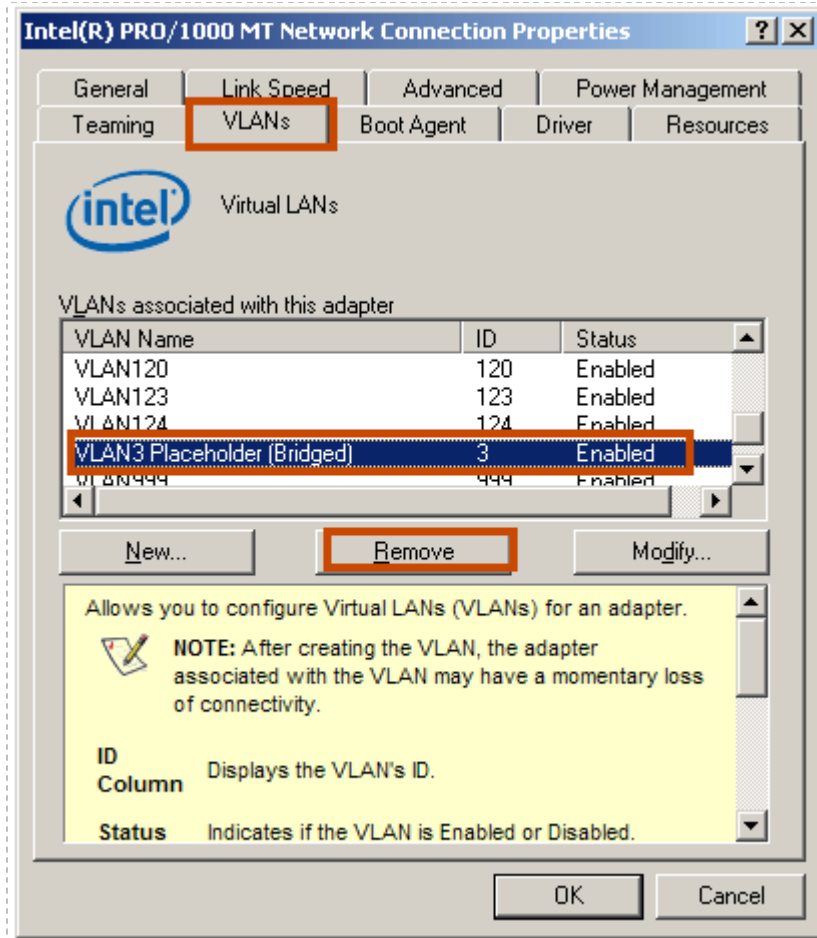 Intel(R) PRO/1000 MT Network Connection Properties
General Link Speed Advanced Power Management
Teaming VLANs Boot Agent Driver Resources
intel Virtual LANs
VLANs associated with this adapter
VLAN Name ID Status
VLAN120 120 Enabled
VLAN123 123 Enabled
VLAN124 124 Enabled
VLAN3 Placeholder (Bridged) 3 Enabled
VLAN999 999 Enabled
New... Remove Modify...
Allows you to configure Virtual LANs (VLANs) for an adapter.
NOTE: After creating the VLAN, the adapter
associated with the VLAN may have a momentary loss
of connectivity.
ID
Column Displays the VLAN's ID.
Status Indicates if the VLAN is Enabled or Disabled.
OK Cancel